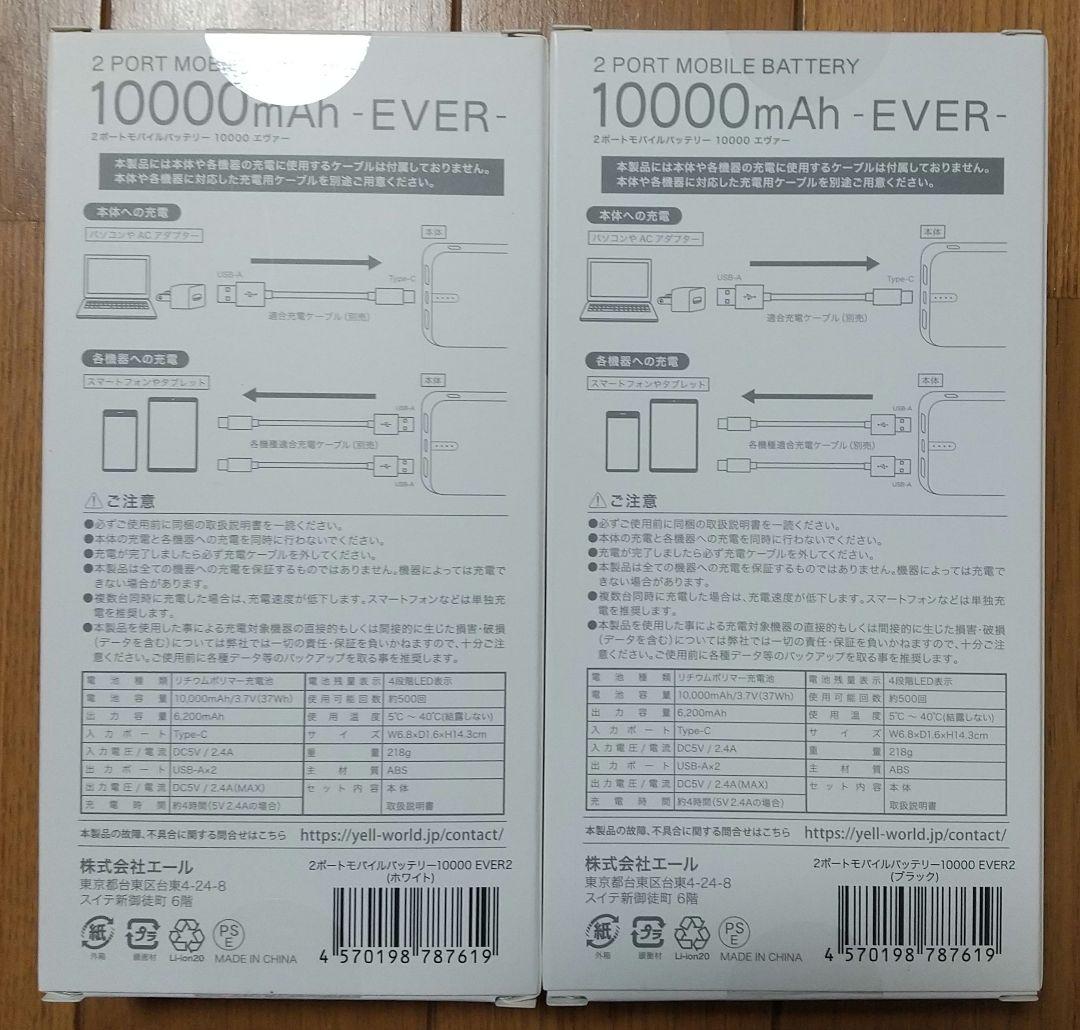 2 PORT MOB
10000mAh -EVER-
2ポートモバイルバッテリー 10000 エヴァー
本製品には本体や各機器の充電に使用するケーブルは付属しておりません。
本体や各機器に対応した充電用ケーブルを別途ご用意ください。
本体への充電
パソコンや AC アダプター
本体
USB-A
Type-C
適合充電ケーブル(別売)
各機器への充電
スマートフォンやタブレット
本体
USB-A
各機種適合充電ケーブル(別売)
USB-A
ご注意
●必ずご使用前に同梱の取扱説明書を一読ください。
●本体の充電と各機器への充電を同時に行わないでください。
●充電が完了しましたら必ず充電ケーブルを外してください。
●本製品は全ての機器への充電を保証するものではありません。機器によっては充電で
きない場合があります。
●複数台同時に充電した場合は、充電速度が低下します。スマートフォンなどは単独充
電を推奨します。
●本製品を使用した事による充電対象機器の直接的もしくは間接的に生じた損害・破損
(データを含む)については弊社では一切の責任・保証を負いかねますので、十分ご注
意ください。ご使用前に各種データ等のバックアップを取る事を推奨します。
電池種類 リチウムポリマー充電池 電池残量表示 4段階LED表示
電池容量 10,000mAh/3.7V(37Wh) 使用可能回数 約500回
出力容量 6,200mAh 使用温度 5℃ ～ 40℃(結露しない)
入力ポート Type-C サイズ W6.8×D1.6×H14.3cm
入力電圧/電流 DC5V / 2.4A 重量 218g
出力ポート USB-A×2 主材質 ABS
出力電圧/電流 DC5V / 2.4A(MAX) セット内容 本体
充電時間 約4時間(5V 2.4Aの場合) 取扱説明書
本製品の故障、不具合に関する問合せはこちら https://yell-world.jp/contact/
株式会社エール
東京都台東区台東4-24-8
スイテ新御徒町 6階
2ポートモバイルバッテリー10000 EVER2
(ホワイト)
紙
外箱
プラ
緩衝材
Li-ion20
PS
E
MADE IN CHINA
4 570198 787619
2 PORT MOBILE BATTERY
10000mAh -EVER-
2ポートモバイルバッテリー 10000 エヴァー
本製品には本体や各機器の充電に使用するケーブルは付属しておりません。
本体や各機器に対応した充電用ケーブルを別途ご用意ください。
本体への充電
パソコンや AC アダプター
本体
USB-A
Type-C
適合充電ケーブル(別売)
各機器への充電
スマートフォンやタブレット
本体
USB-A
各機種適合充電ケーブル(別売)
USB-A
ご注意
●必ずご使用前に同梱の取扱説明書を一読ください。
●本体の充電と各機器への充電を同時に行わないでください。
●充電が完了しましたら必ず充電ケーブルを外してください。
●本製品は全ての機器への充電を保証するものではありません。機器によっては充電で
きない場合があります。
●複数台同時に充電した場合は、充電速度が低下します。スマートフォンなどは単独充
電を推奨します。
●本製品を使用した事による充電対象機器の直接的もしくは間接的に生じた損害・破損
(データを含む)については弊社では一切の責任・保証を負いかねますので、十分ご注
意ください。ご使用前に各種データ等のバックアップを取る事を推奨します。
電池種類 リチウムポリマー充電池 電池残量表示 4段階LED表示
電池容量 10,000mAh/3.7V(37Wh) 使用可能回数 約500回
出力容量 6,200mAh 使用温度 5℃ ～ 40℃(結露しない)
入力ポート Type-C サイズ W6.8×D1.6×H14.3cm
入力電圧/電流 DC5V / 2.4A 重量 218g
出力ポート USB-A×2 主材質 ABS
出力電圧/電流 DC5V / 2.4A(MAX) セット内容 本体
充電時間 約4時間(5V 2.4Aの場合) 取扱説明書
本製品の故障、不具合に関する問合せはこちら https://yell-world.jp/contact/
株式会社エール
東京都台東区台東4-24-8
スイテ新御徒町 6階
2ポートモバイルバッテリー10000 EVER2
(ブラック)
紙
外箱
プラ
緩衝材
Li-ion20
PS
E
MADE IN CHINA
4 570198 787619